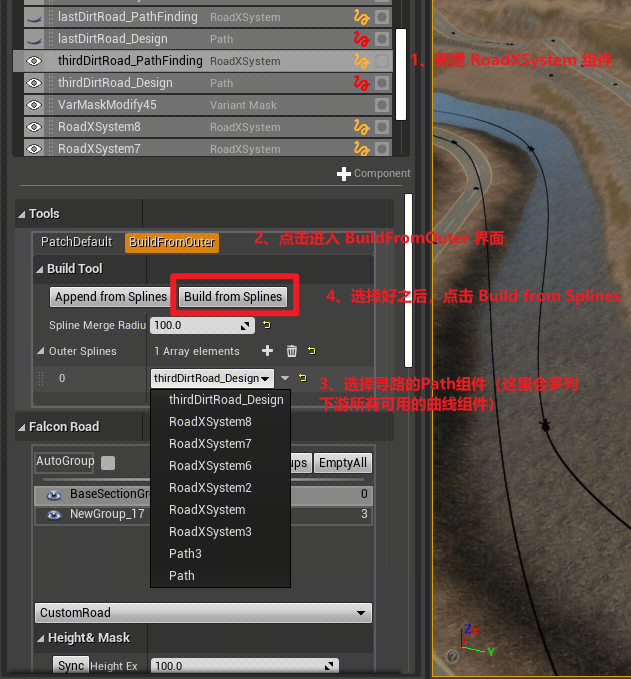 lastDirtRoad_PathFinding RoadXSystem
lastDirtRoad_Design Path
thirdDirtRoad_PathFinding RoadXSystem
1、新建 RoadXSystem 组件
thirdDirtRoad_Design Path
VarMaskModify45 Variant Mask
RoadXSystem8 RoadXSystem
RoadXSystem7 RoadXSystem
Component
Tools
PatchDefault BuildFromOuter
2、点击进入 BuildFromOuter 界面
Build Tool
Append from Splines Build from Splines
4、选择好之后，点击 Build from Splines
Spline Merge Radiu 100.0
Outer Splines 1 Array elements
0 thirdDirtRoad_Design
3、选择寻路的Path组件（这里会罗列
下游所有可用的曲线组件）
thirdDirtRoad_Design
RoadXSystem8
RoadXSystem7
RoadXSystem6
RoadXSystem2
RoadXSystem
RoadXSystem3
Path3
Path
Falcon Road
AutoGroup ups EmptyAll
BaseSectionGr 0
NewGroup_17 3
CustomRoad
Height& Mask
Sync Height Ex 100.0
Z
X
Y